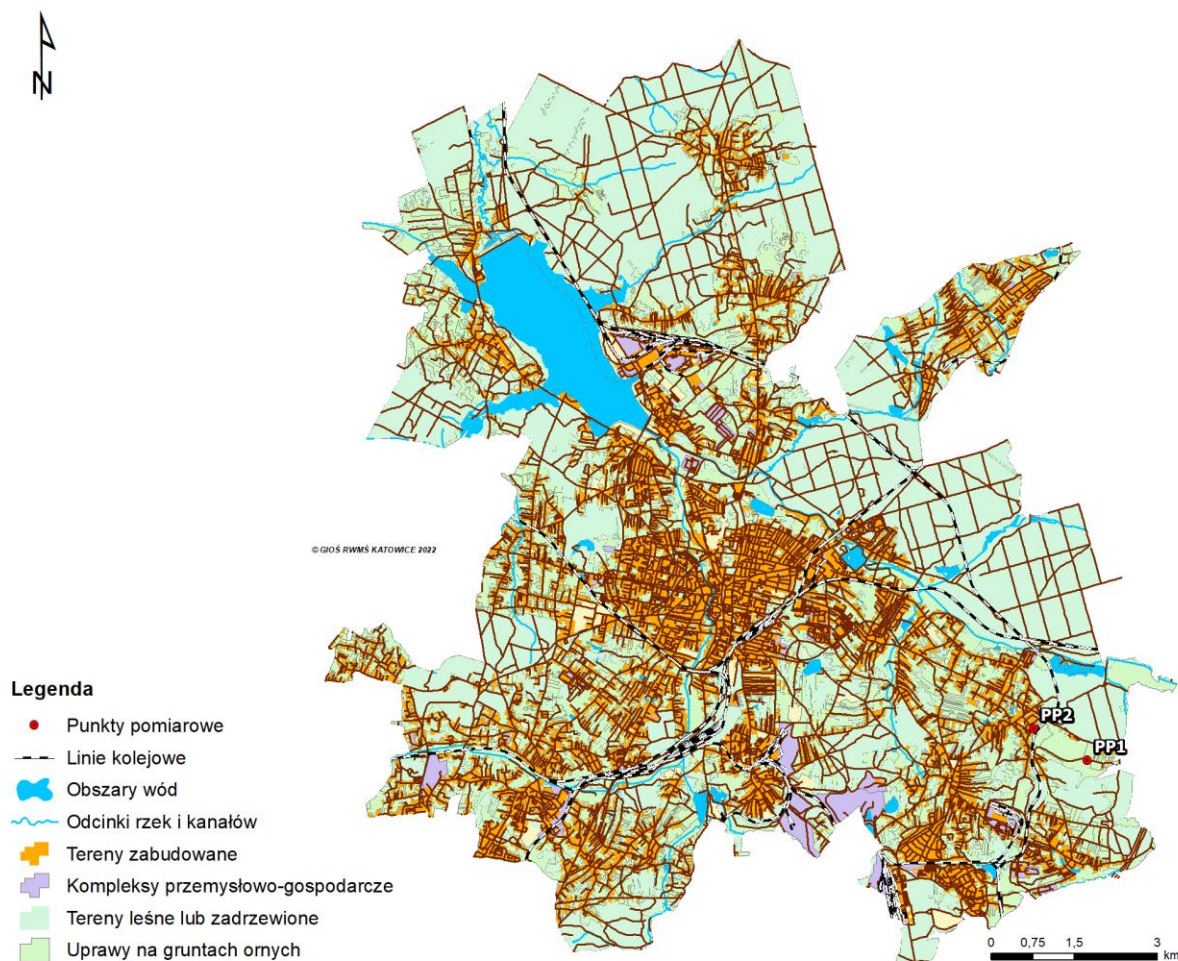 N
© GIOŚ RWMŚ KATOWICE 2022
PP2
PP1
Legenda
Punkty pomiarowe
Linie kolejowe
Obszary wód
Odcinki rzek i kanałów
Tereny zabudowane
Kompleksy przemysłowo-gospodarcze
Tereny leśne lub zadrzewione
Uprawy na gruntach ornych
0 0,75 1,5 3
km